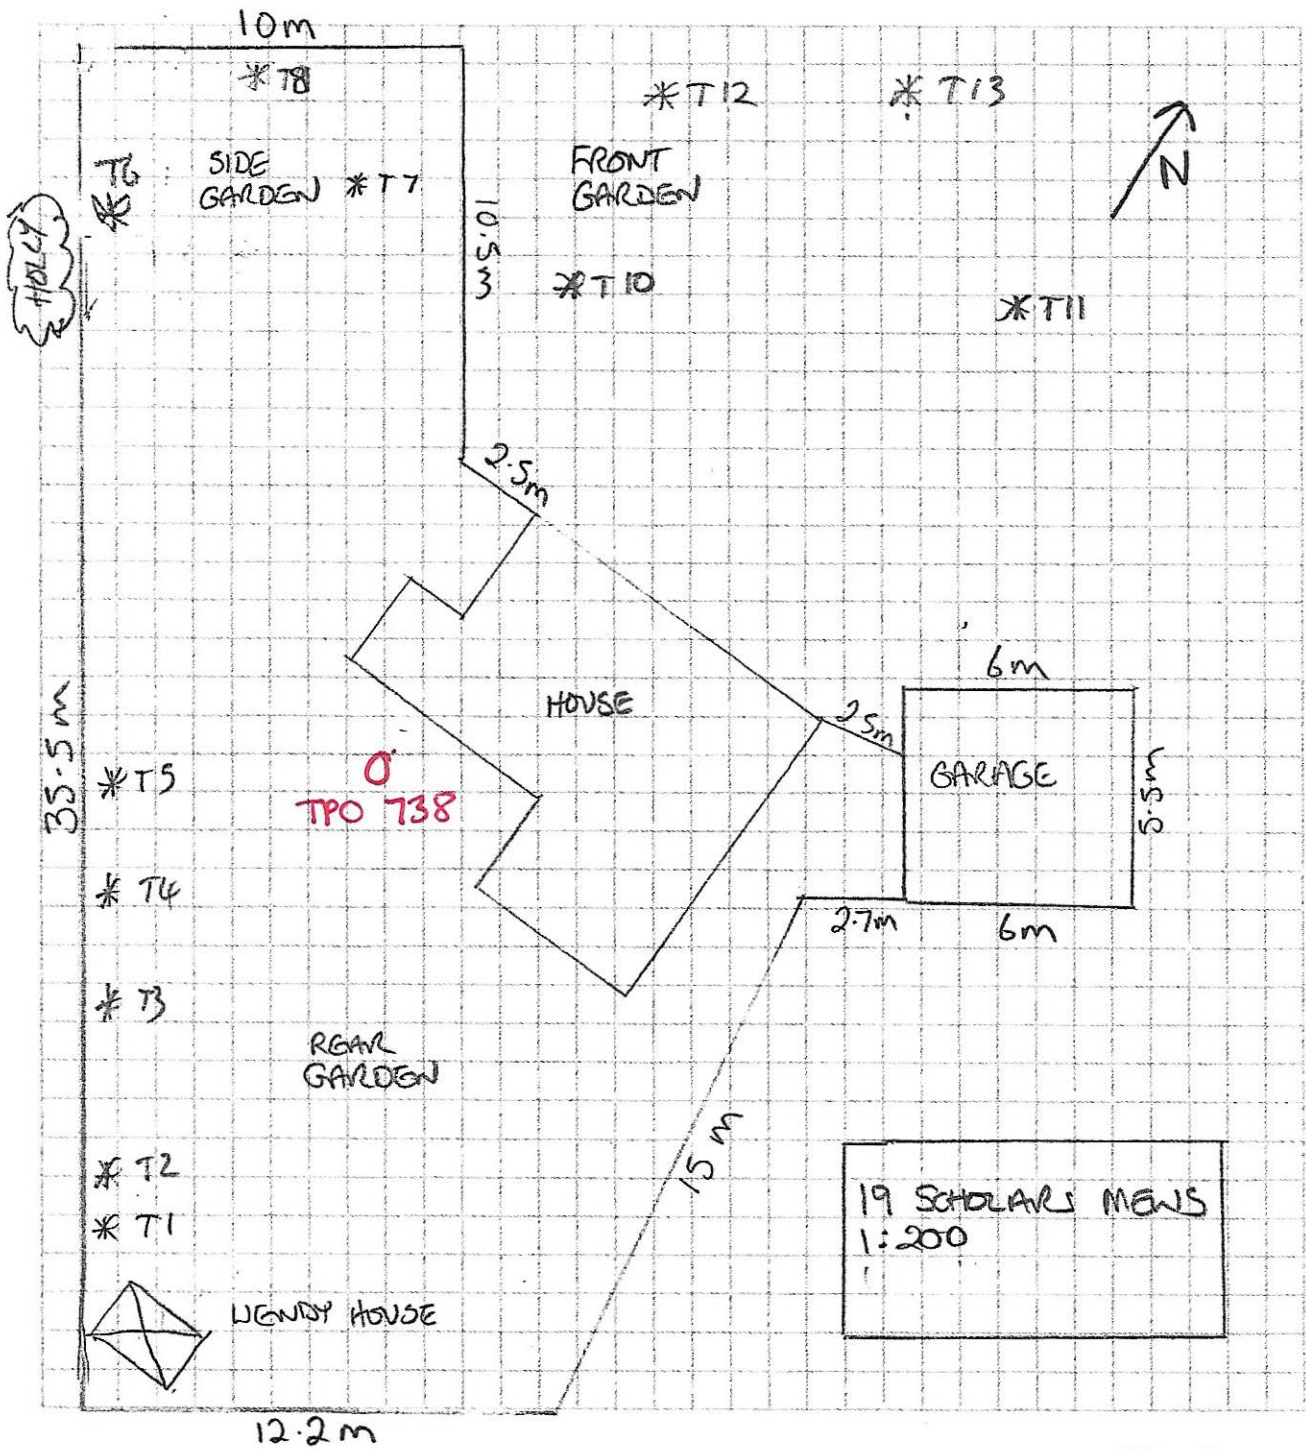 10m
T8
T12
T13
T6
SIDE
GARDEN
T7
FRONT
GARDEN
N
HOLLY
10.5m
T10
T11
2.5m
6m
HOUSE
2.5m
GARAGE
5.5m
35.5m
T5
TPO 738
T4
2.7m
6m
T3
REAR
GARDEN
15m
T2
T1
19 SCHOLARS MEWS
1:200
WENDY HOUSE
12.2m